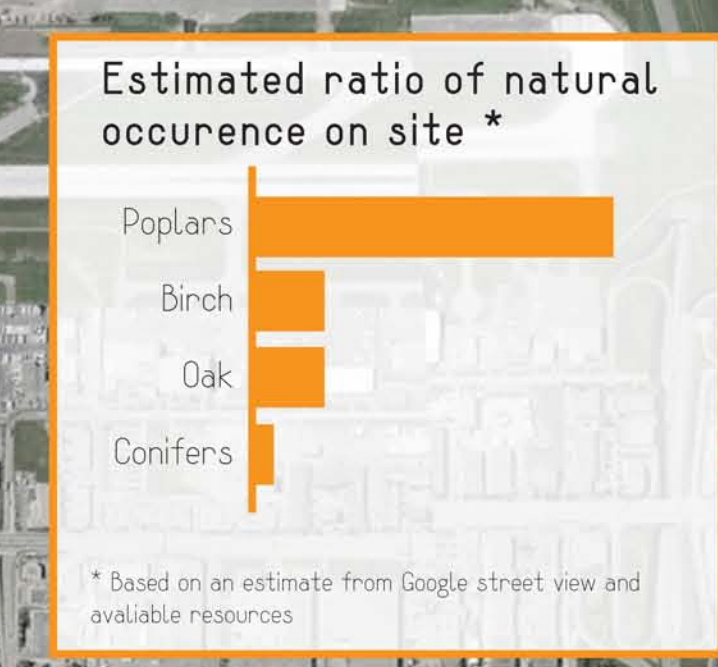 Estimated ratio of natural
occurence on site *
Poplars
Birch
Oak
Conifers
* Based on an estimate from Google street view and
avaliable resources